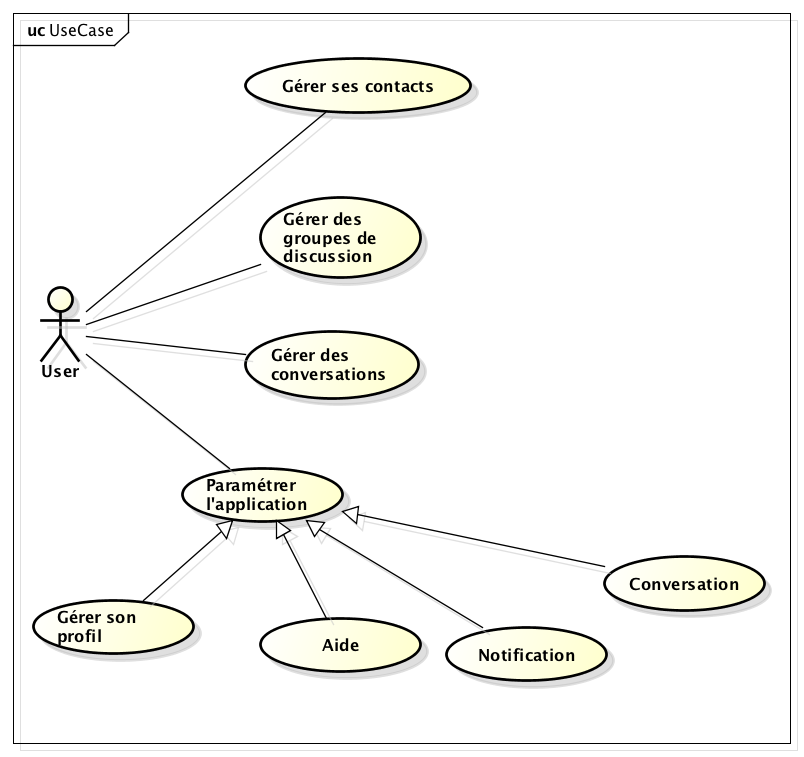 uc UseCase
Gérer ses contacts
Gérer des
groupes de
discussion
Gérer des
conversations
User
Paramétrer
l'application
Conversation
Gérer son
profil
Aide
Notification